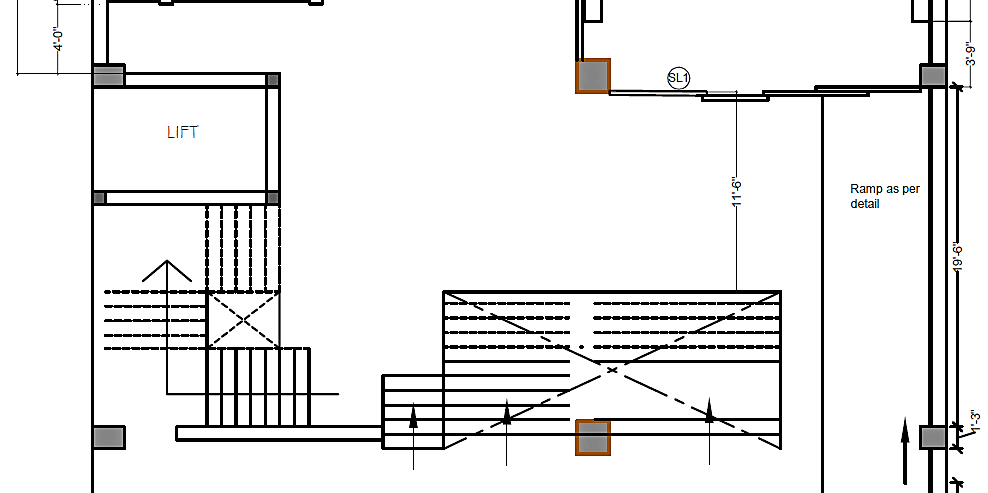 4'-0"
3'-9"
SL1
LIFT
11'-6"
Ramp as per
detail
19'-6"
1'-3"